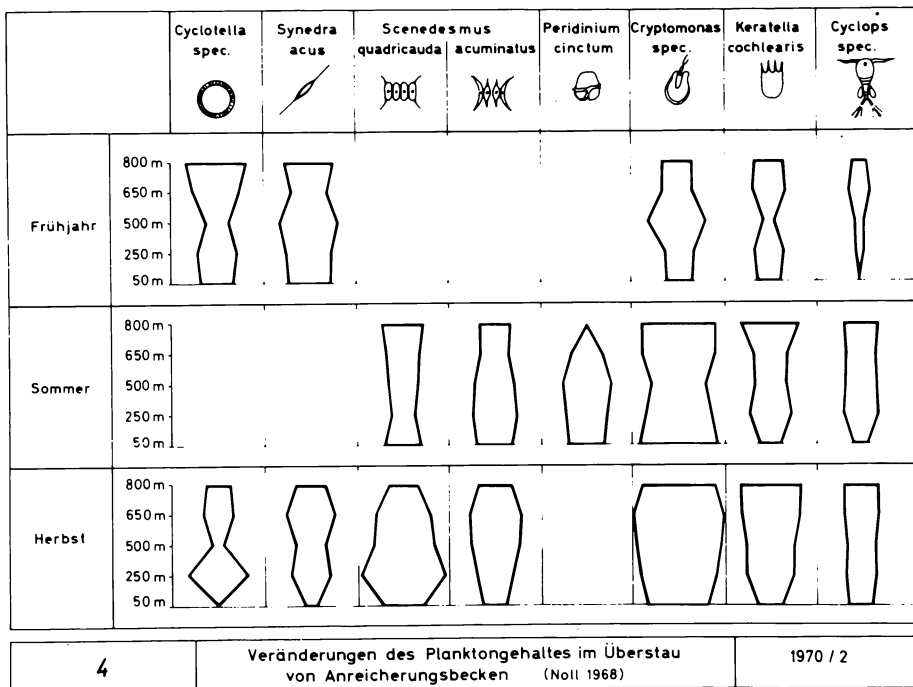 Cyclotella spec.
Synedra acus
Scenedesmus
quadricauda
acuminatus
Peridinium cinctum
Cryptomonas spec.
Keratella cochlearis
Cyclops spec.
Frühjahr
800 m
650 m
500 m
250 m
50 m
Sommer
800 m
650 m
500 m
250 m
50 m
Herbst
800 m
650 m
500 m
250 m
50 m
4
Veränderungen des Planktongehaltes im Überstau
von Anreicherungsbecken (Noll 1968)
1970 / 2